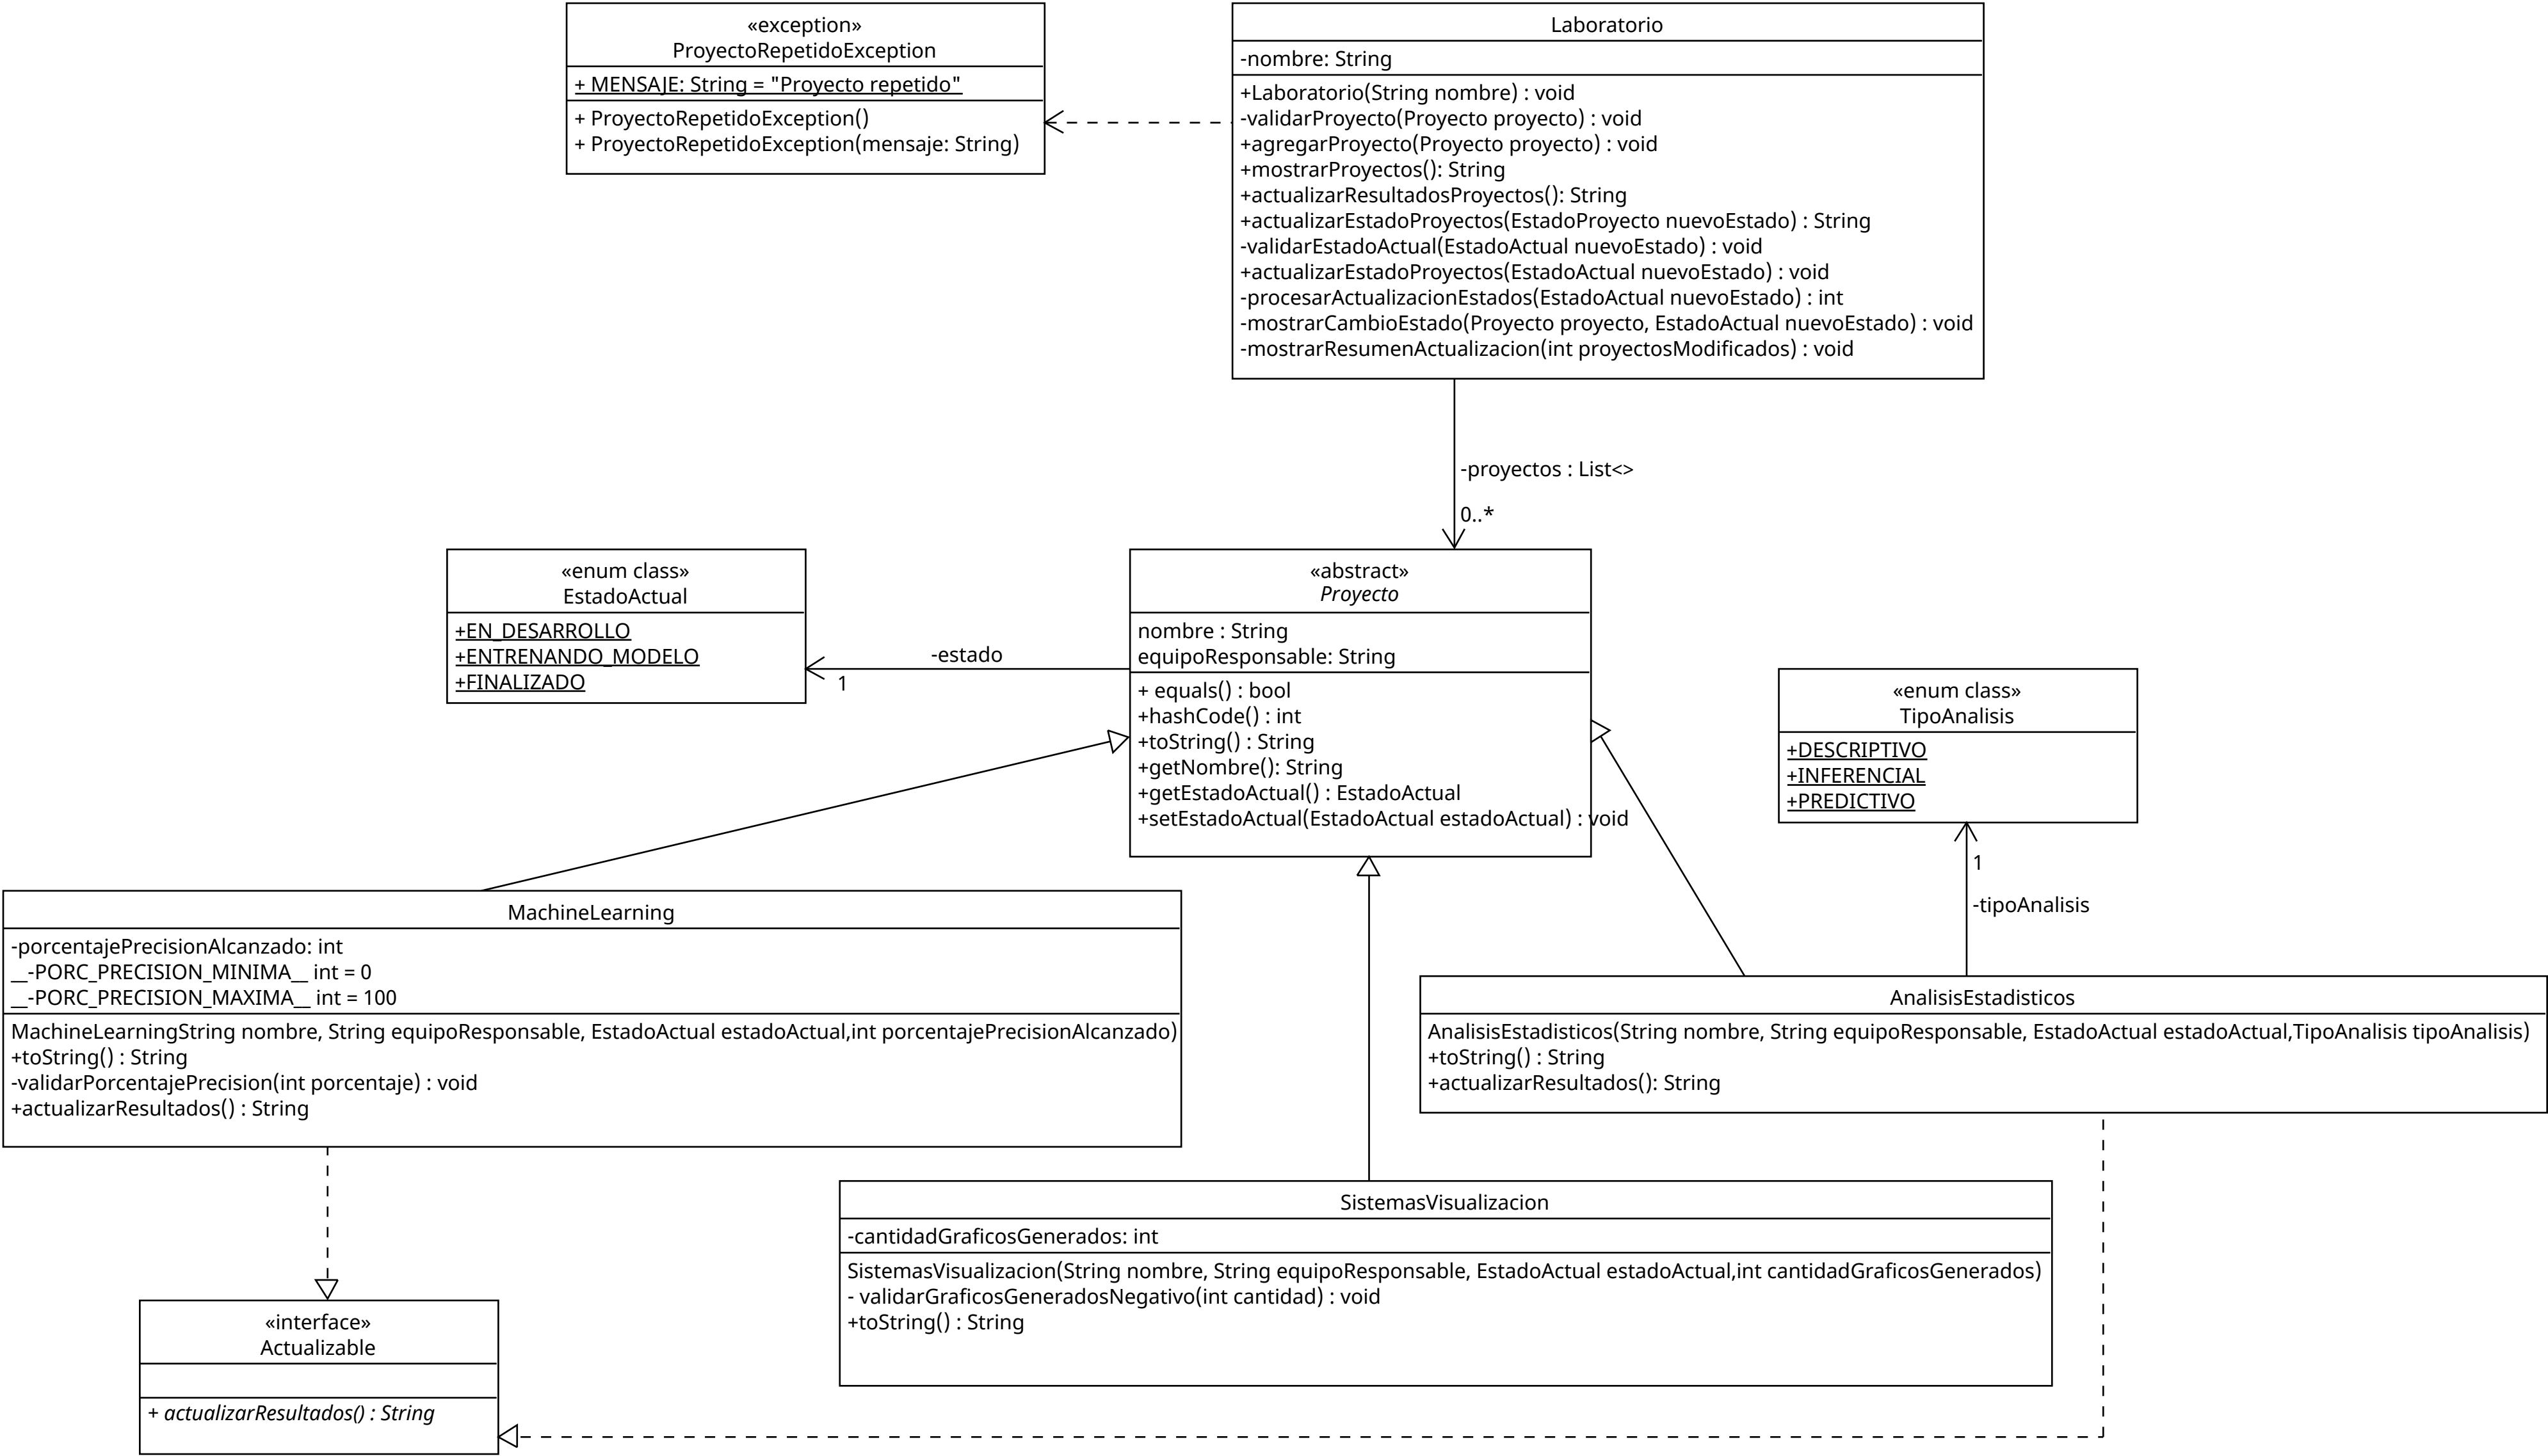 «exception»
ProyectoRepetidoException
+ MENSAJE: String = "Proyecto repetido"
+ ProyectoRepetidoException()
+ ProyectoRepetidoException(mensaje: String)
Laboratorio
-nombre: String
+Laboratorio(String nombre) : void
-validarProyecto(Proyecto proyecto) : void
+agregarProyecto(Proyecto proyecto) : void
+mostrarProyectos(): String
+actualizarResultadosProyectos(): String
+actualizarEstadoProyectos(EstadoProyecto nuevoEstado) : String
-validarEstadoActual(EstadoActual nuevoEstado) : void
+actualizarEstadoProyectos(EstadoActual nuevoEstado) : void
-procesarActualizacionEstados(EstadoActual nuevoEstado) : int
-mostrarCambioEstado(Proyecto proyecto, EstadoActual nuevoEstado) : void
-mostrarResumenActualizacion(int proyectosModificados) : void
-proyectos : List<>
0..*
«enum class»
EstadoActual
+EN_DESARROLLO
+ENTRENANDO_MODELO
+FINALIZADO
-estado
1
«abstract»
Proyecto
nombre : String
equipoResponsable: String
+ equals() : bool
+hashCode() : int
+toString() : String
+getNombre(): String
+getEstadoActual() : EstadoActual
+setEstadoActual(EstadoActual estadoActual) : void
«enum class»
TipoAnalisis
+DESCRIPTIVO
+INFERENCIAL
+PREDICTIVO
1
-tipoAnalisis
MachineLearning
-porcentajePrecisionAlcanzado: int
__-PORC_PRECISION_MINIMA__ int = 0
__-PORC_PRECISION_MAXIMA__ int = 100
MachineLearningString nombre, String equipoResponsable, EstadoActual estadoActual,int porcentajePrecisionAlcanzado)
+toString() : String
-validarPorcentajePrecision(int porcentaje) : void
+actualizarResultados() : String
AnalisisEstadisticos
AnalisisEstadisticos(String nombre, String equipoResponsable, EstadoActual estadoActual,TipoAnalisis tipoAnalisis)
+toString() : String
+actualizarResultados(): String
SistemasVisualizacion
-cantidadGraficosGenerados: int
SistemasVisualizacion(String nombre, String equipoResponsable, EstadoActual estadoActual,int cantidadGraficosGenerados)
- validarGraficosGeneradosNegativo(int cantidad) : void
+toString() : String
«interface»
Actualizable
+ actualizarResultados() : String